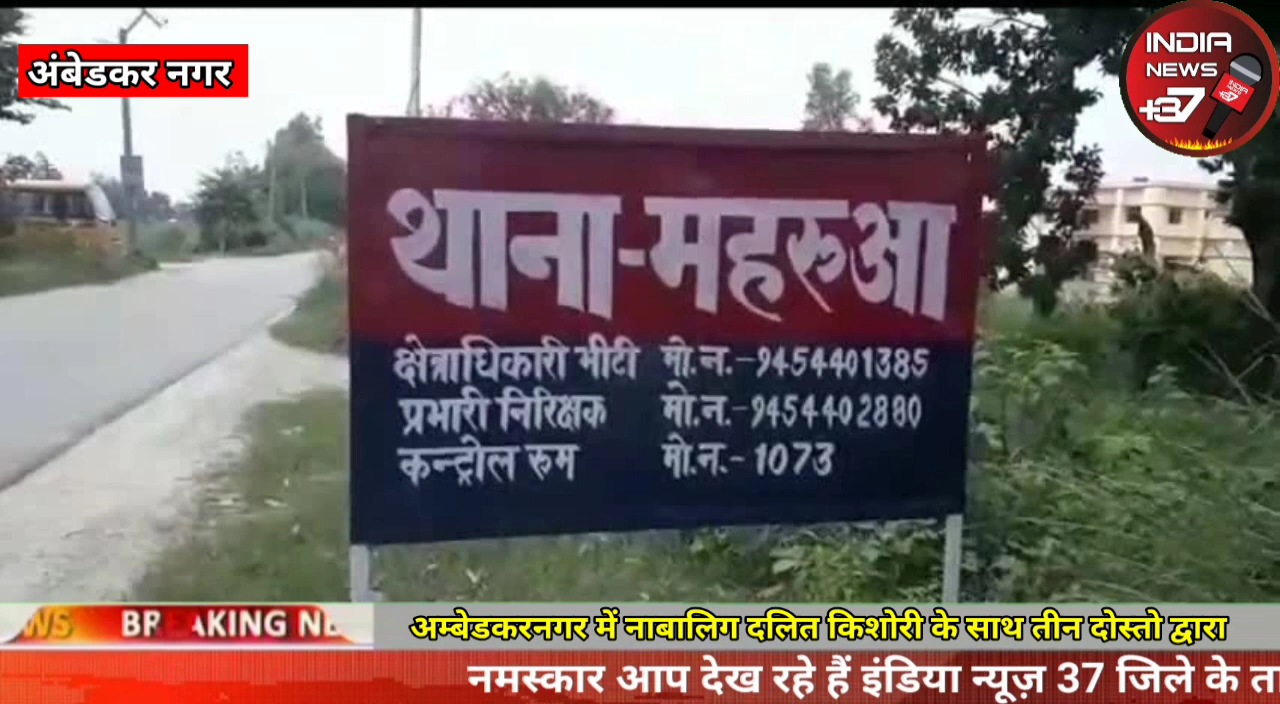 अंबेडकर नगर
INDIA
NEWS
+37
थाना-महरुआ
क्षेत्राधिकारी भीटी मो.न.-9454401385
प्रभारी निरिक्षक मो.न.-9454402880
कन्ट्रोल रुम मो.न.- 1073
अम्बेडकरनगर में नाबालिग दलित किशोरी के साथ तीन दोस्तो द्वारा
नमस्कार आप देख रहे हैं इंडिया न्यूज़ 37 जिले के